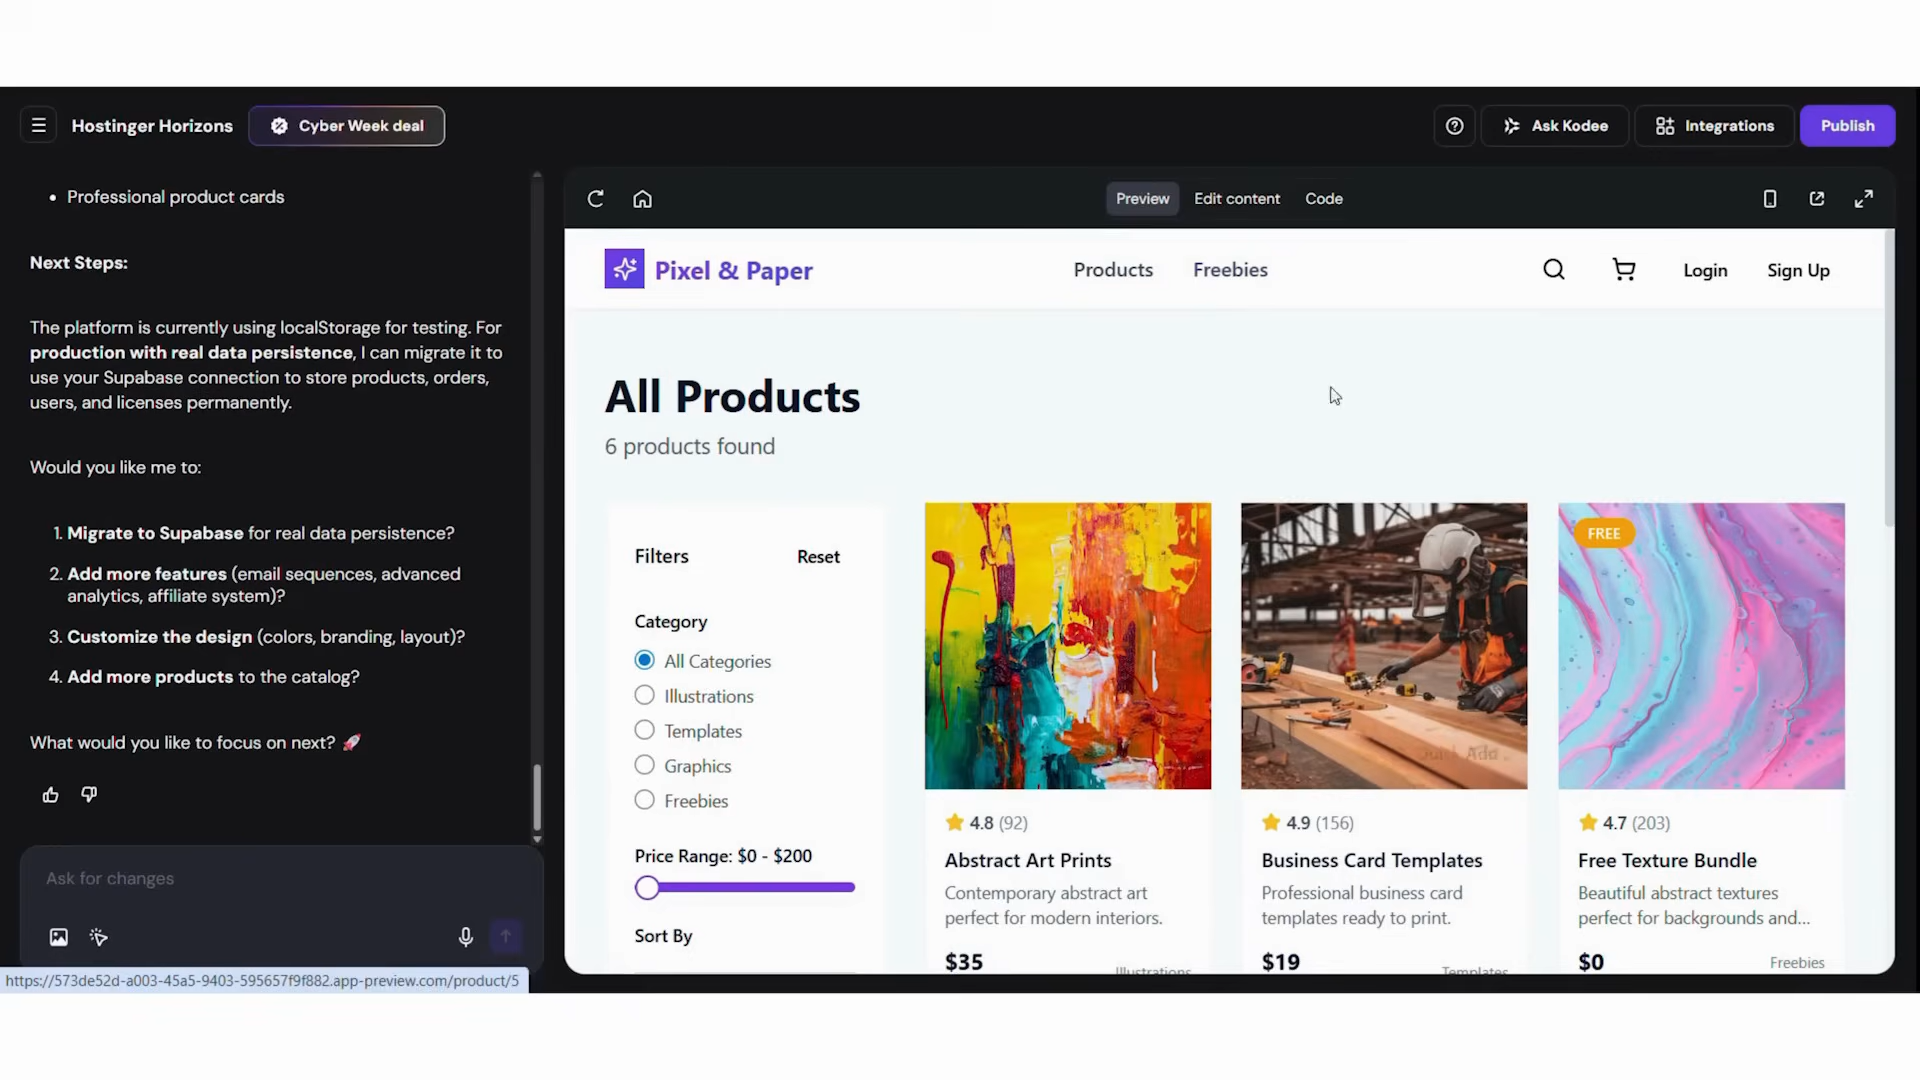 Hostinger Horizons
Cyber Week deal
Ask Kodee
Integrations
Publish
• Professional product cards
Next Steps:
The platform is currently using localStorage for testing. For
production with real data persistence, I can migrate it to
use your Supabase connection to store products, orders,
users, and licenses permanently.
Would you like me to:
1. Migrate to Supabase for real data persistence?
2. Add more features (email sequences, advanced
analytics, affiliate system)?
3. Customize the design (colors, branding, layout)?
4. Add more products to the catalog?
What would you like to focus on next? 🚀
Ask for changes
https://573de52d-a003-45a5-9403-595657f9f882.app-preview.com/product/5
Preview
Edit content
Code
Pixel & Paper
Products
Freebies
Login
Sign Up
All Products
6 products found
Filters
Reset
Category
All Categories
Illustrations
Templates
Graphics
Freebies
Price Range: $0 - $200
Sort By
4.8 (92)
Abstract Art Prints
Contemporary abstract art
perfect for modern interiors.
$35
Illustrations
4.9 (156)
Business Card Templates
Professional business card
templates ready to print.
$19
Templates
FREE
4.7 (203)
Free Texture Bundle
Beautiful abstract textures
perfect for backgrounds and...
$0
Freebies